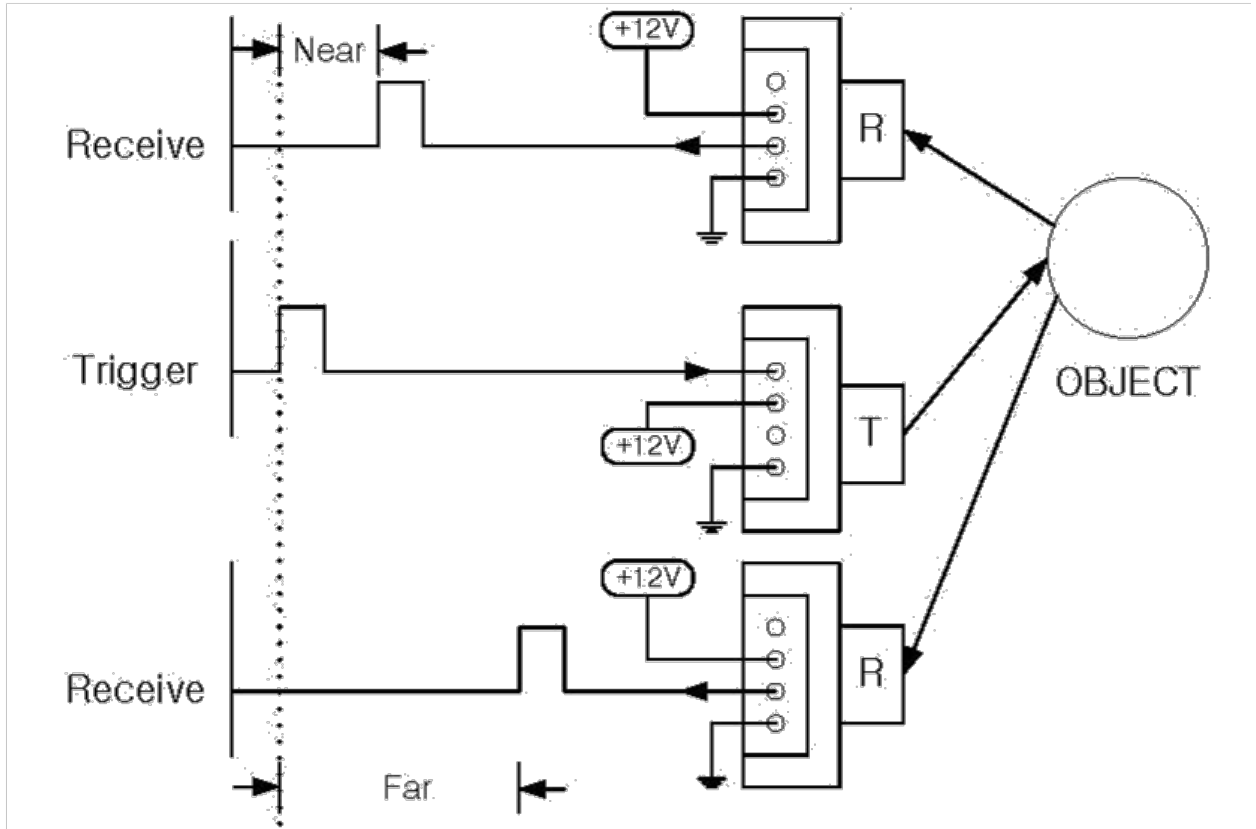 +12V
Near
Receive
R
Trigger
OBJECT
+12V
T
+12V
Receive
R
Far